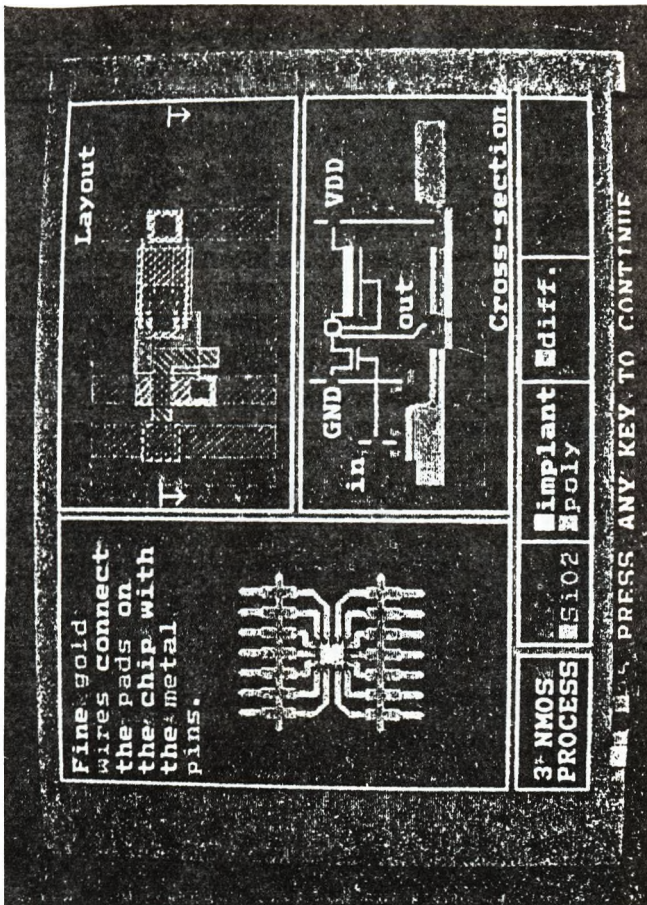 Fine gold
wires connect
the pads on
the chip with
the metal
pins.
Layout
in
GND
VDD
out
Cross-section
3 NMOS
PROCESS
SiO2
implant
poly
diff.
PRESS ANY KEY TO CONTINUE